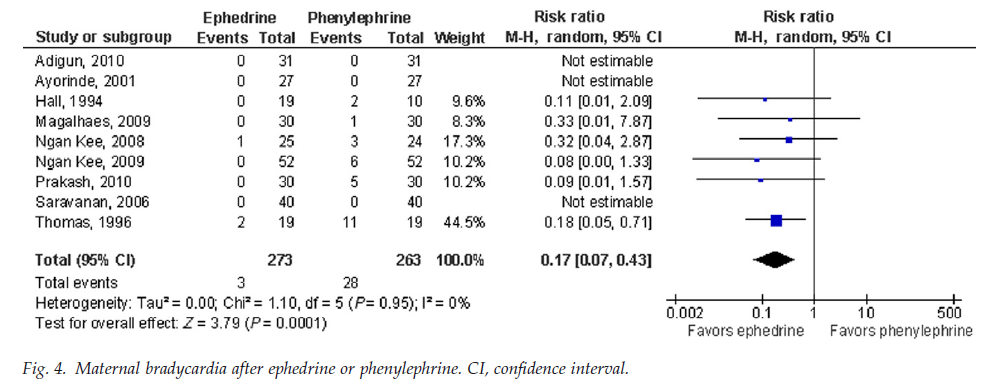 Ephedrine Phenylephrine Risk ratio Risk ratio
Study or subgroup Events Total Events Total Weight M-H, random, 95% CI M-H, random, 95% CI
Adigun, 2010 0 31 0 31 Not estimable
Ayorinde, 2001 0 27 0 27 Not estimable
Hall, 1994 0 19 2 10 9.6% 0.11 [0.01, 2.09]
Magalhaes, 2009 0 30 1 30 8.3% 0.33 [0.01, 7.87]
Ngan Kee, 2008 1 25 3 24 17.3% 0.32 [0.04, 2.87]
Ngan Kee, 2009 0 52 6 52 10.2% 0.08 [0.00, 1.33]
Prakash, 2010 0 30 5 30 10.2% 0.09 [0.01, 1.57]
Saravanan, 2006 0 40 0 40 Not estimable
Thomas, 1996 2 19 11 19 44.5% 0.18 [0.05, 0.71]
Total (95% CI) 273 263 100.0% 0.17 [0.07, 0.43]
Total events 3 28
Heterogeneity: Tau² = 0.00; Chi² = 1.10, df = 5 (P = 0.95); I² = 0%
Test for overall effect: Z = 3.79 (P = 0.0001)
0.002 0.1 1 10 500
Favors ephedrine Favors phenylephrine
Fig. 4. Maternal bradycardia after ephedrine or phenylephrine. CI, confidence interval.